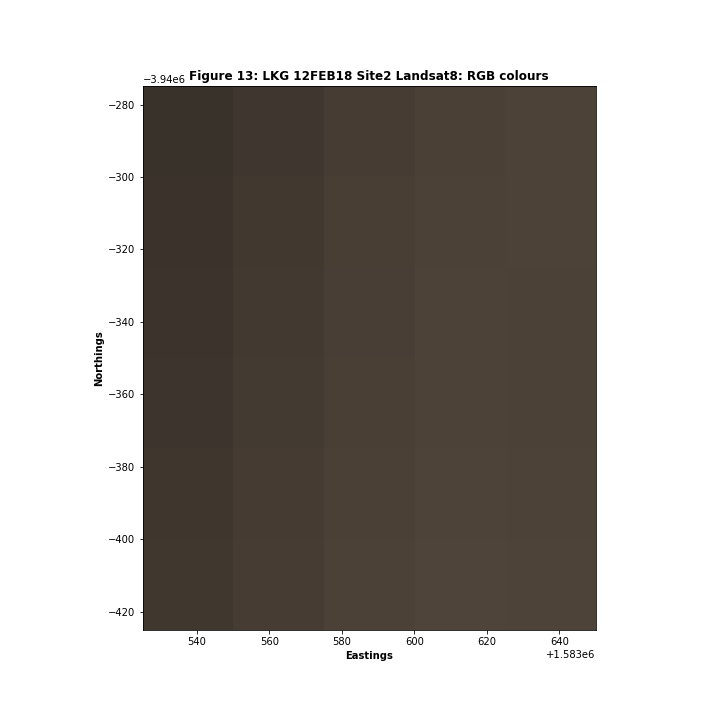 Figure 13: LKG 12FEB18 Site2 Landsat8: RGB colours
−3.94e6
−280
−300
−320
−340
−360
−380
−400
−420
Northings
540 560 580 600 620 640
Eastings
+1.583e6